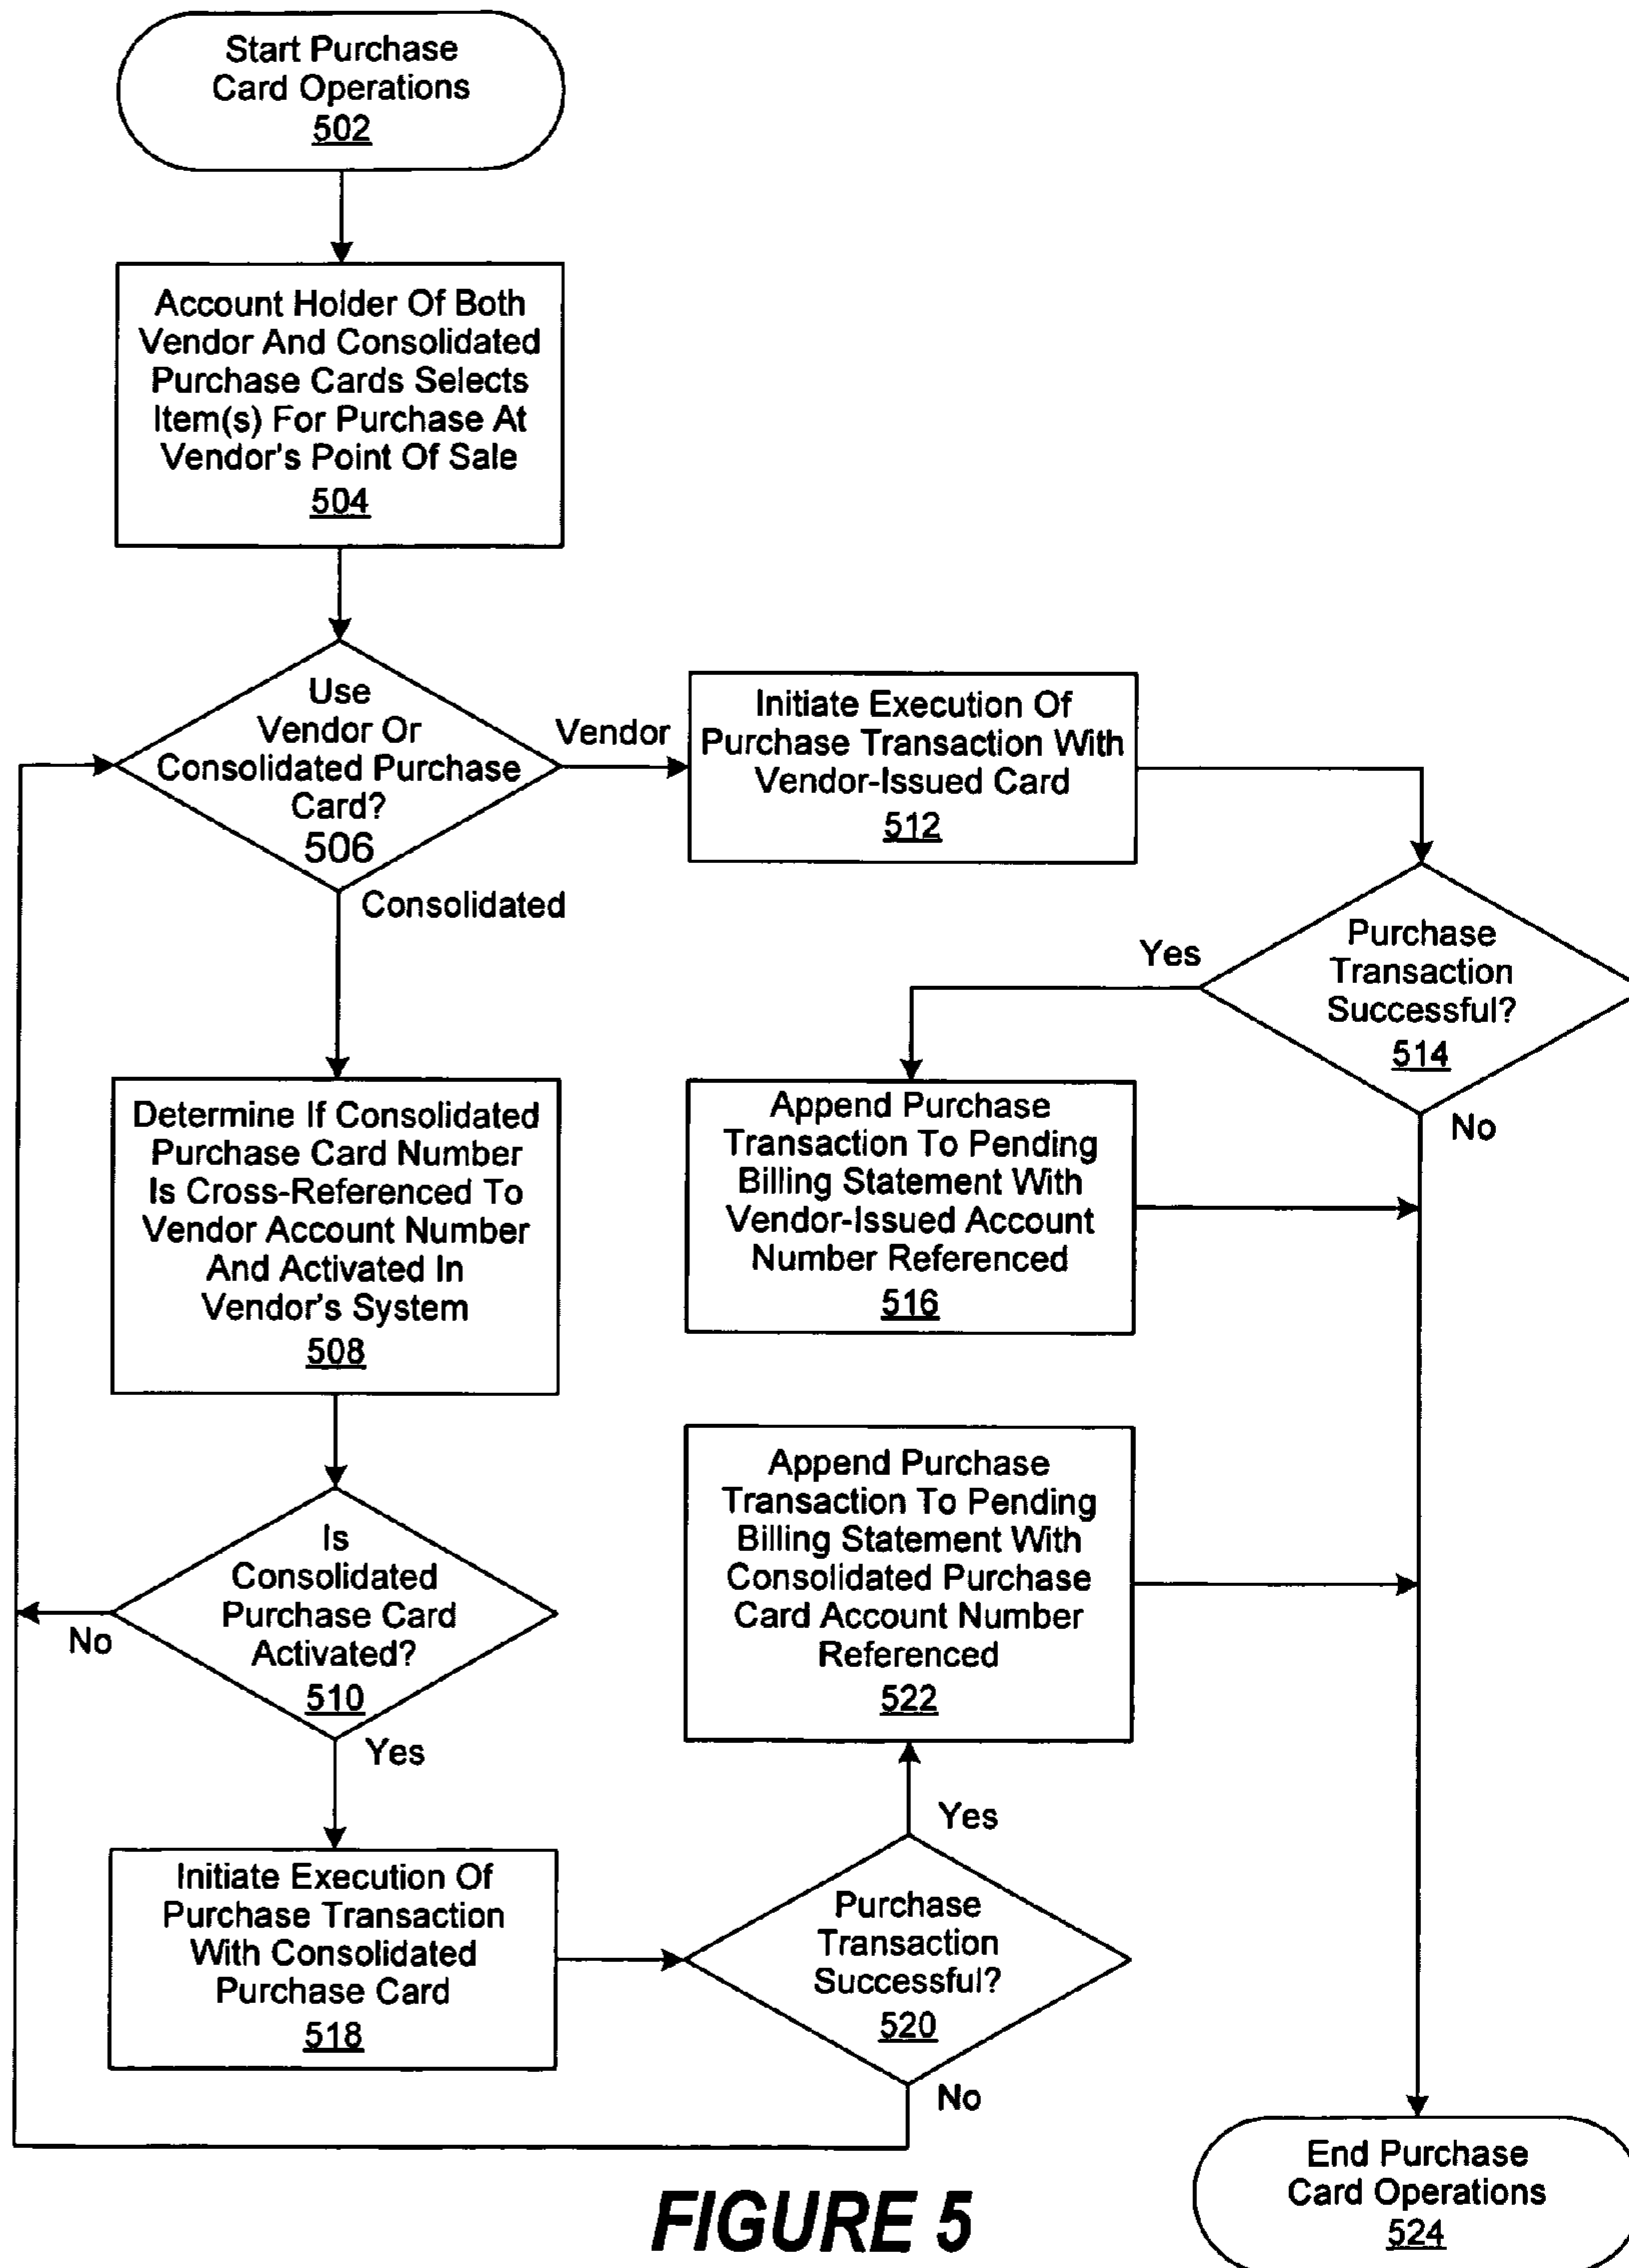 Start Purchase
Card Operations
502
Account Holder Of Both
Vendor And Consolidated
Purchase Cards Selects
Item(s) For Purchase At
Vendor's Point Of Sale
504
Use
Vendor Or
Consolidated Purchase
Card?
506
Vendor
Consolidated
Initiate Execution Of
Purchase Transaction With
Vendor-Issued Card
512
Purchase
Transaction
Successful?
514
Yes
No
Append Purchase
Transaction To Pending
Billing Statement With
Vendor-Issued Account
Number Referenced
516
Determine If Consolidated
Purchase Card Number
Is Cross-Referenced To
Vendor Account Number
And Activated In
Vendor's System
508
Is
Consolidated
Purchase Card
Activated?
510
No
Yes
Append Purchase
Transaction To Pending
Billing Statement With
Consolidated Purchase
Card Account Number
Referenced
522
Initiate Execution Of
Purchase Transaction
With Consolidated
Purchase Card
518
Yes
Purchase
Transaction
Successful?
520
No
End Purchase
Card Operations
524
FIGURE 5